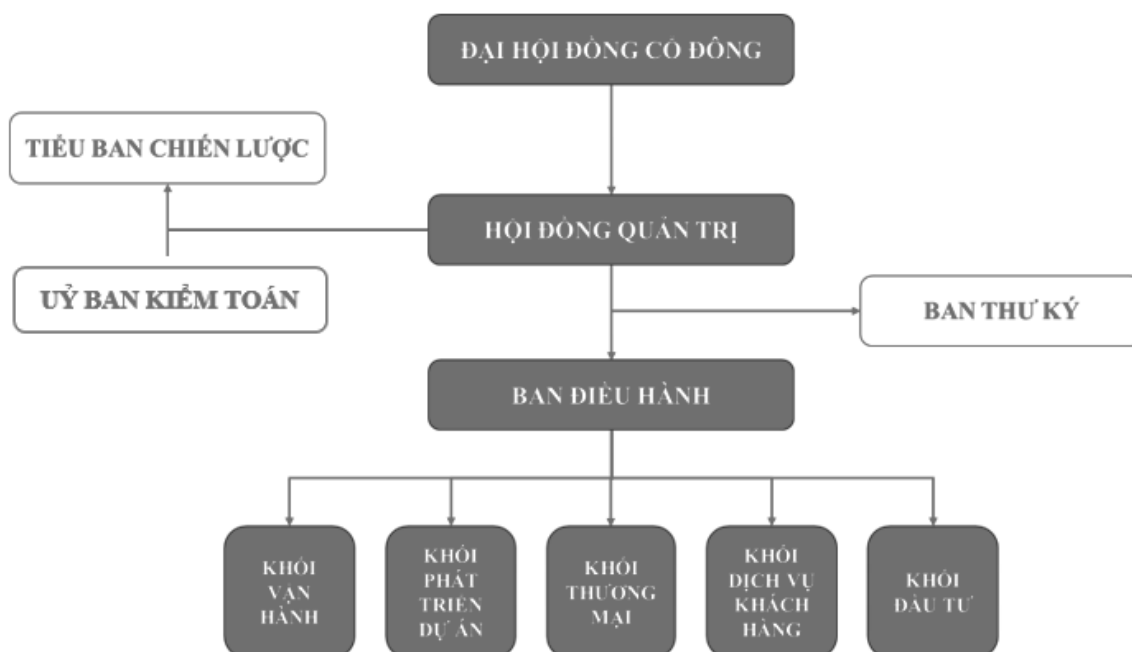 ĐẠI HỘI ĐỒNG CỔ ĐÔNG
TIỂU BAN CHIẾN LƯỢC
HỘI ĐỒNG QUẢN TRỊ
UỶ BAN KIỂM TOÁN
BAN THƯ KÝ
BAN ĐIỀU HÀNH
KHỐI
VẬN
HÀNH
KHỐI
PHÁT
TRIỂN
DỰ ÁN
KHỐI
THƯƠNG
MẠI
KHỐI
DỊCH VỤ
KHÁCH
HÀNG
KHỐI
ĐẦU TƯ